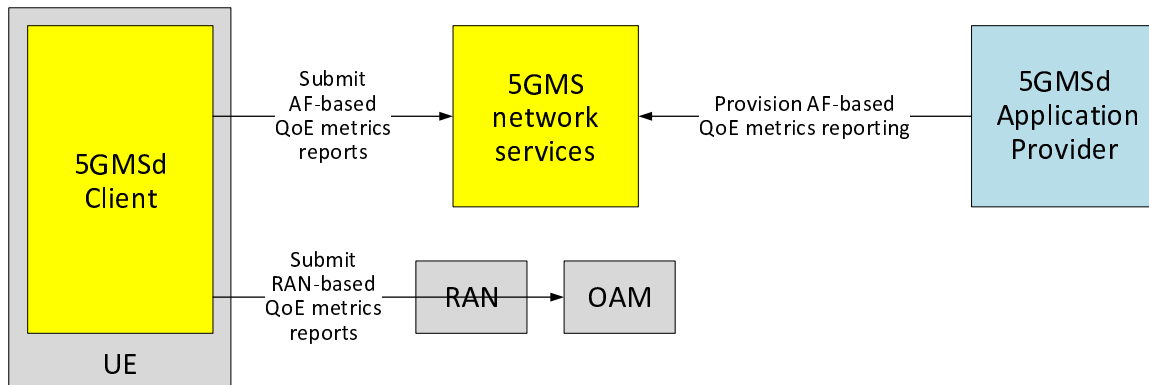 5GMSd
Client
UE
Submit
AF-based
QoE metrics
reports
5GMS
network
services
Provision AF-based
QoE metrics reporting
5GMSd
Application
Provider
Submit
RAN-based
QoE metrics
reports
RAN
OAM